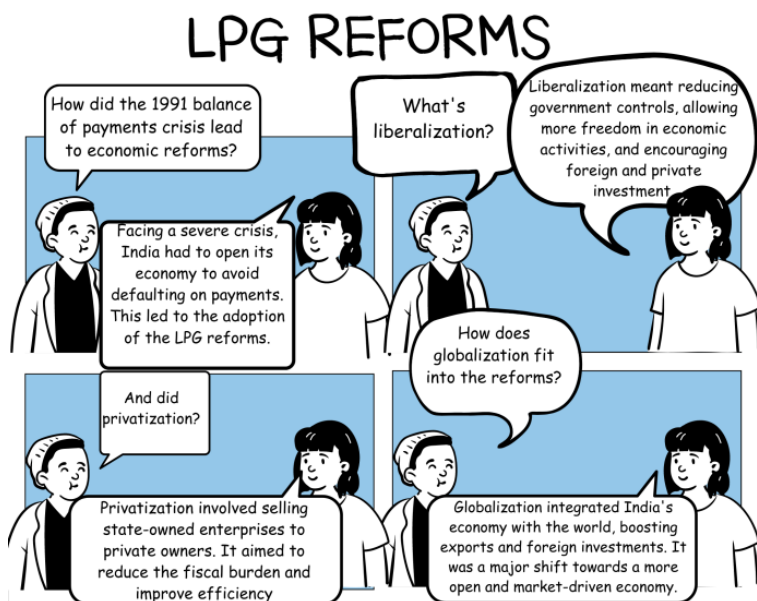 LPG REFORMS
How did the 1991 balance
of payments crisis lead
to economic reforms?
Facing a severe crisis,
India had to open its
economy to avoid
defaulting on payments.
This led to the adoption
of the LPG reforms.
What's
liberalization?
Liberalization meant reducing
government controls, allowing
more freedom in economic
activities, and encouraging
foreign and private
investment
And did
privatization?
Privatization involved selling
state-owned enterprises to
private owners. It aimed to
reduce the fiscal burden and
improve efficiency
How does
globalization fit
into the reforms?
Globalization integrated India's
economy with the world, boosting
exports and foreign investments. It
was a major shift towards a more
open and market-driven economy.